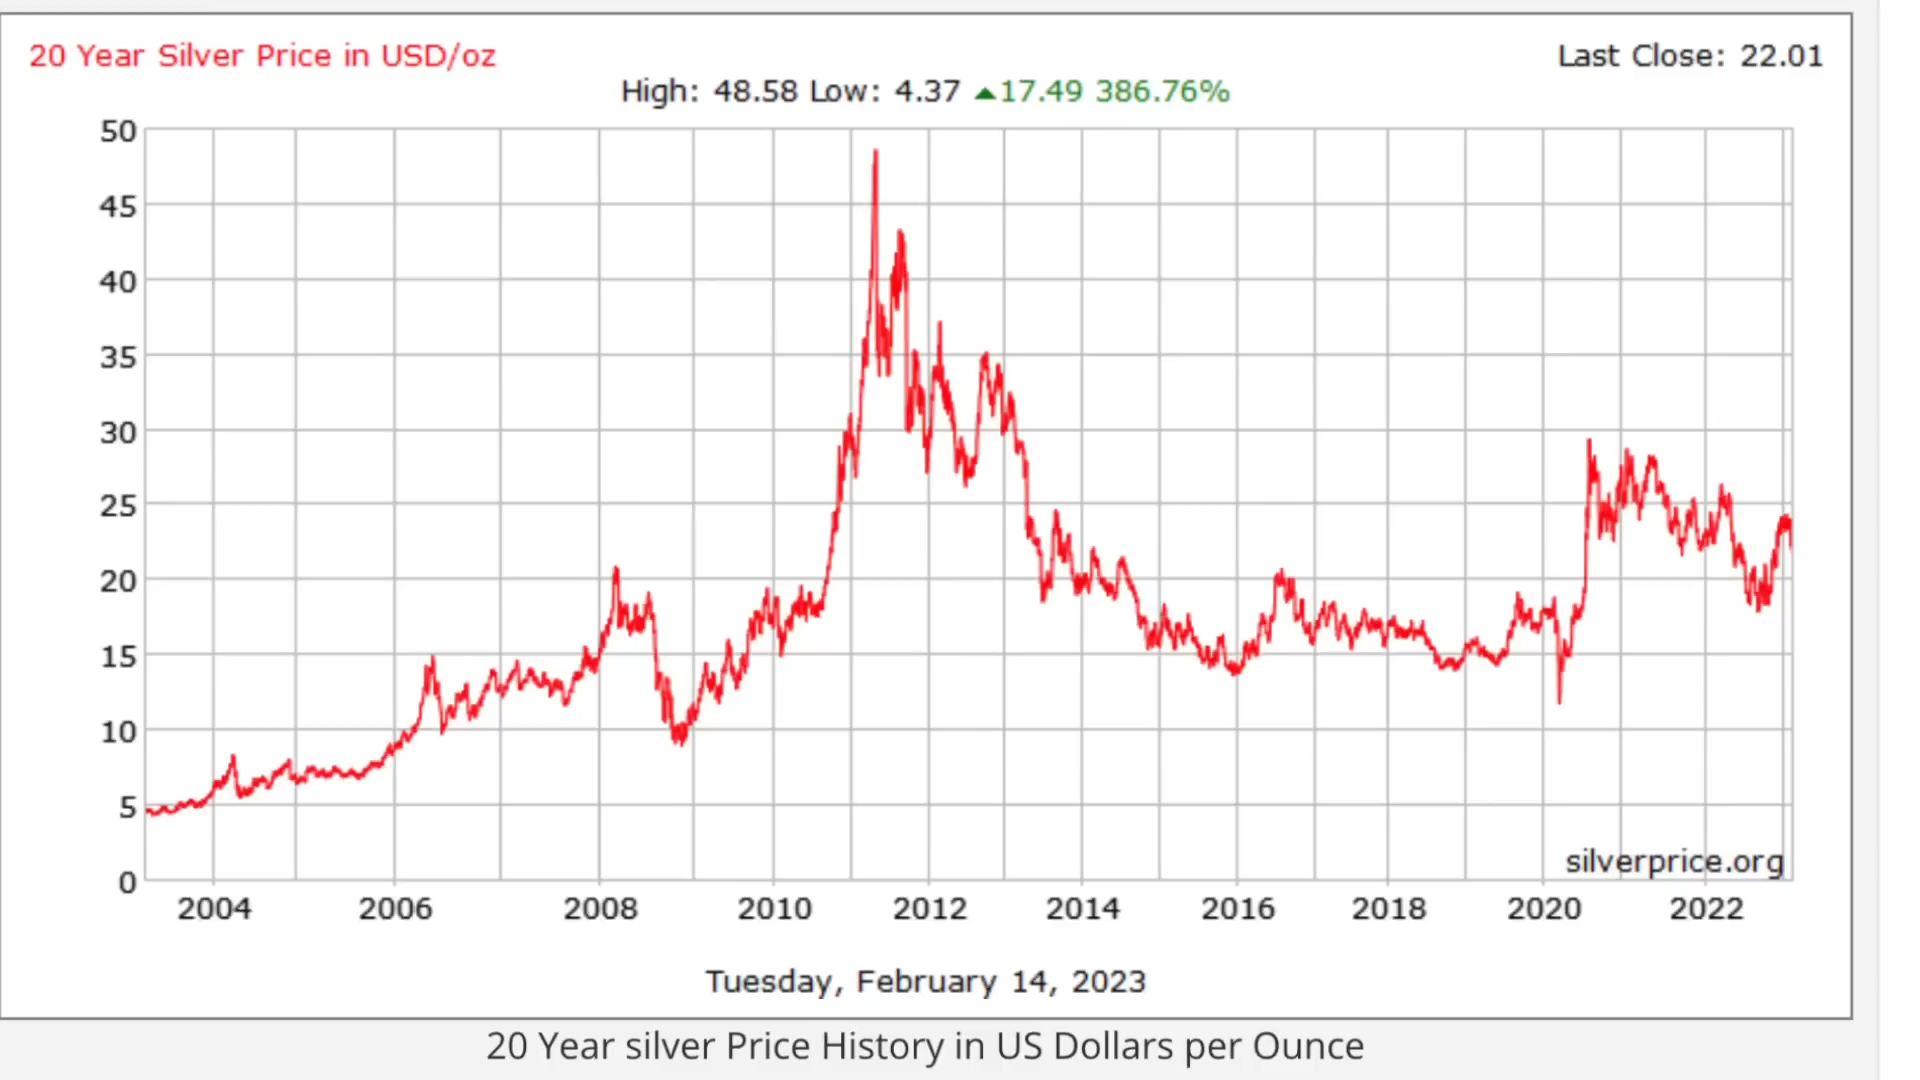 20 Year Silver Price in USD/oz
Last Close: 22.01
High: 48.58 Low: 4.37 ▲17.49 386.76%
50
45
40
35
30
25
20
15
10
5
0
silverprice.org
2004 2006 2008 2010 2012 2014 2016 2018 2020 2022
Tuesday, February 14, 2023
20 Year silver Price History in US Dollars per Ounce